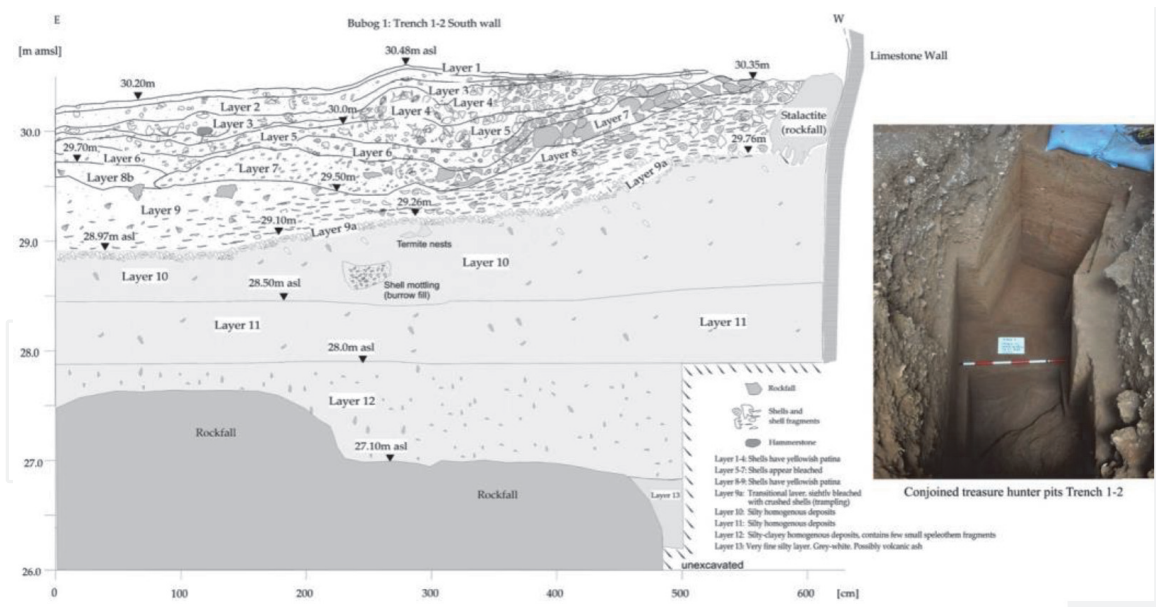 E
W
Bubog 1: Trench 1-2 South wall
[m amsl]
Limestone Wall
30.48m asl
Layer 1
30.35m
30.20m
Layer 3
Layer 2
30.0m
Layer 4
Layer 4
Stalactite
(rockfall)
30.0
Layer 3
Layer 5
Layer 7
29.70m
Layer 5
29.76m
Layer 6
Layer 6
Layer 8
Layer 8b
Layer 7
29.50m
Layer 9a
Layer 9
29.26m
29.10m
Layer 9a
29.0
28.97m asl
Termite nests
Layer 10
Layer 10
28.50m asl
Shell mottling
(burrow fill)
Layer 11
Layer 11
28.0
28.0m asl
Layer 12
Rockfall
Shells and
shell fragments
Hammerstone
Rockfall
27.10m asl
27.0
Layer 1-4: Shells have yellowish patina
Layer 5-7: Shells appear bleached
Layer 8-9: Shells have yellowish patina
Layer 9a: Transitional layer. sightly bleached
with crushed shells (trampling)
Layer 10: Silty homogenous deposits
Layer 11: Silty homogenous deposits
Layer 12: Silty-clayey homogenous deposits, contains few small speleothem fragments
Layer 13: Very fine silty layer. Grey-white. Possibly volcanic ash
Rockfall
Layer 13
Conjoined treasure hunter pits Trench 1-2
unexcavated
26.0
0
100
200
300
400
500
600
[cm]